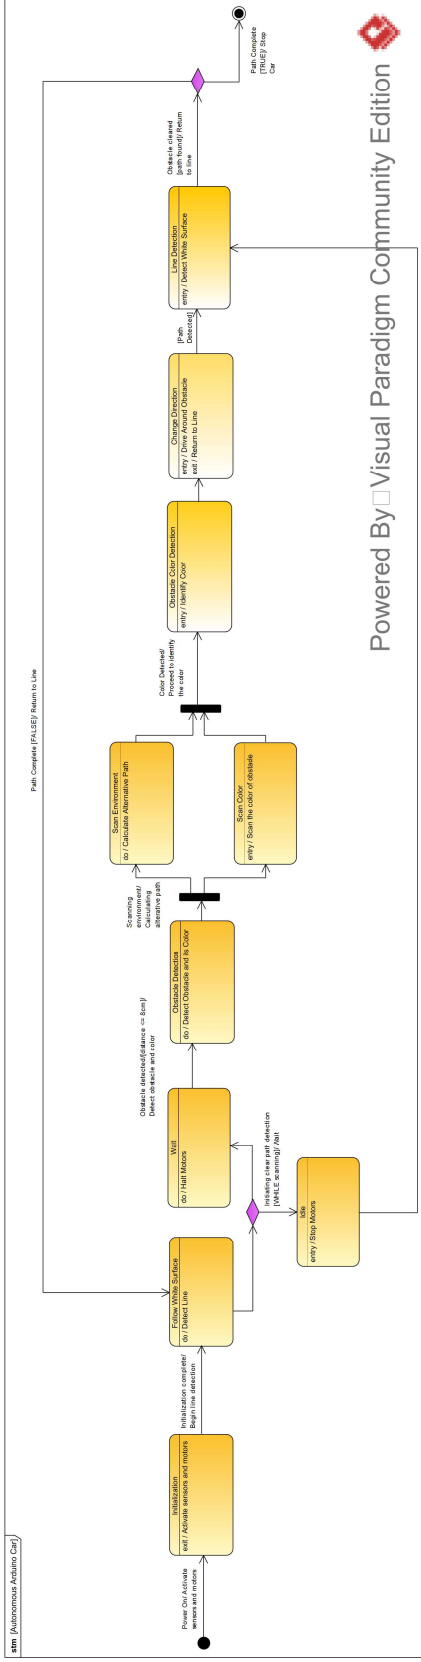 stm [Autonomous Arduino Car]
Power On/ Activate
sensors and motors
Initialization
exit / Activate sensors and motors
Initialization complete/
Begin line detection
Follow White Surface
do / Detect Line
Path Complete [FALSE]/ Return to Line
Initiating clear path detection
[WHILE scanning]/ Wait
Idle
entry / Stop Motors
Wait
do / Halt Motors
Obstacle detected/[distance <= 8cm]/
Detect obstacle and color
Obstacle Detection
do / Detect Obstacle and Its Color
Scanning
environment/
Calculating
alterative path
Scan Environment
do / Calculate Alternative Path
Scan Color
entry / Scan the color of obstacle
Color Detected/
Proceed to identify
the color
Obstacle Color Detection
entry / Identify Coor
Change Direction
entry / Drive Around Obstacle
exit / Return to Line
[Path
Detected]
Line Detection
entry / Detect White Surface
Obstacle cleared
[path found]/ Return
to line
Path Complete
[TRUE]/ Stop
Car
Powered By Visual Paradigm Community Edition